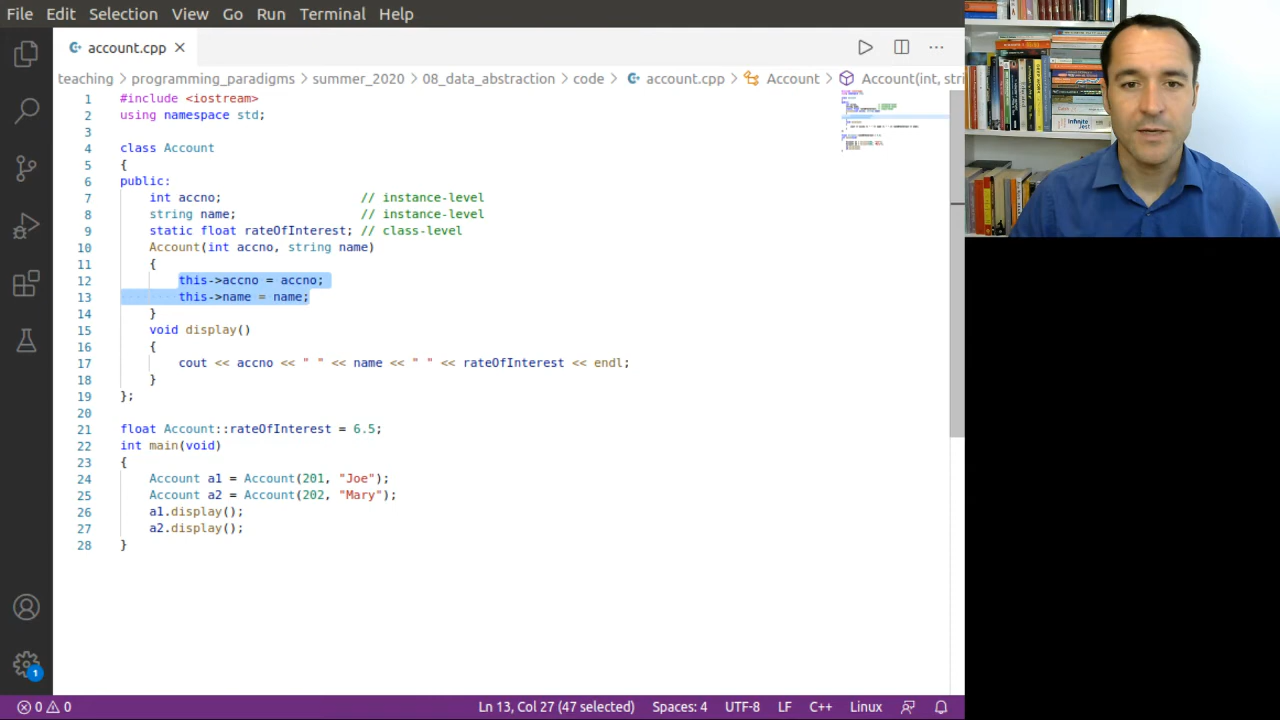 File Edit Selection View Go Run Terminal Help
account.cpp
teaching > programming_paradigms > summer_2020 > 08_data_abstraction > code > account.cpp > Account > Account(int, stri
1 #include <iostream>
2 using namespace std;
3
4 class Account
5 {
6 public:
7 int accno; // instance-level
8 string name; // instance-level
9 static float rateOfInterest; // class-level
10 Account(int accno, string name)
11 {
12 this->accno = accno;
13 this->name = name;
14 }
15 void display()
16 {
17 cout << accno << " " << name << " " << rateOfInterest << endl;
18 }
19 };
20
21 float Account::rateOfInterest = 6.5;
22 int main(void)
23 {
24 Account a1 = Account(201, "Joe");
25 Account a2 = Account(202, "Mary");
26 a1.display();
27 a2.display();
28 }
1
0 0 Ln 13, Col 27 (47 selected) Spaces: 4 UTF-8 LF C++ Linux
Infinite
Jest